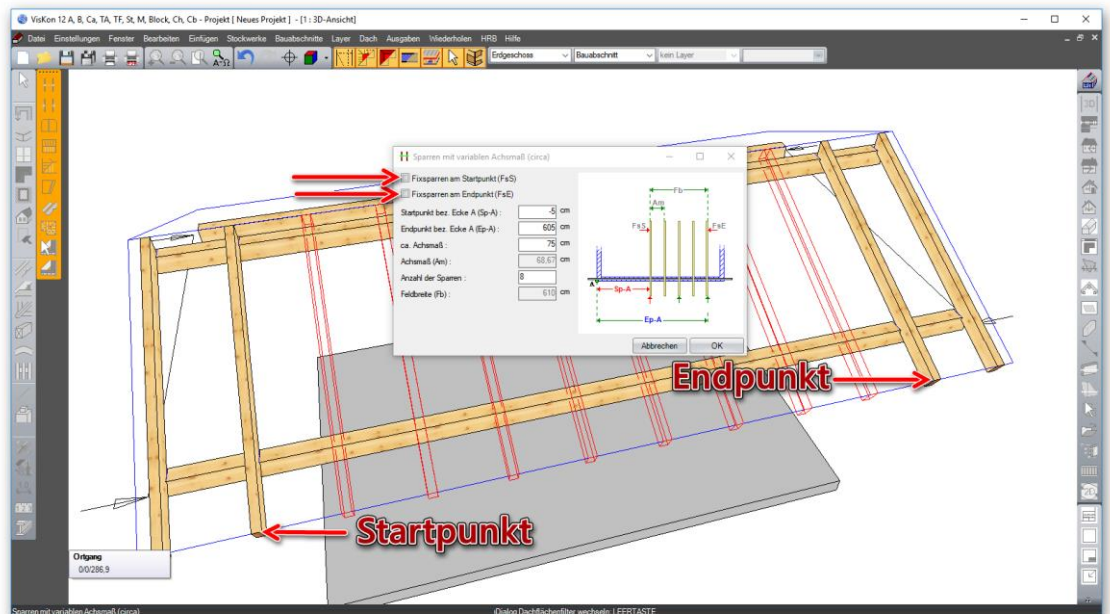 VisKon 12 A, B, Ca, TA, TF, St, M, Block, Ch, Cb - Projekt [ Neues Projekt ] - [1 : 3D-Ansicht]
Datei Einstellungen Fenster Bearbeiten Einfügen Stockwerke Bauabschnitte Layer Dach Ausgaben Wiederholen HRB Hilfe
Erdgeschoss Bauabschnitt kein Layer
Sparren mit variablen Achsmaß (circa)
Fixsparren am Startpunkt (FsS)
Fixsparren am Endpunkt (FsE)
Startpunkt bez. Ecke A (Sp-A) : -5 cm
Endpunkt bez. Ecke A (Ep-A) : 605 cm
ca. Achsmaß : 75 cm
Achsmaß (Am) : 68,67 cm
Anzahl der Sparren : 8
Feldbreite (Fb) : 610 cm
Fb
Am
FsS FsE
A
Sp-A
Ep-A
Abbrechen OK
Endpunkt
Startpunkt
Ortgang
0/0/286,9
Sparren mit variablen Achsmaß (circa) (Dialog Dachflächenfilter wechseln: LEERTASTE